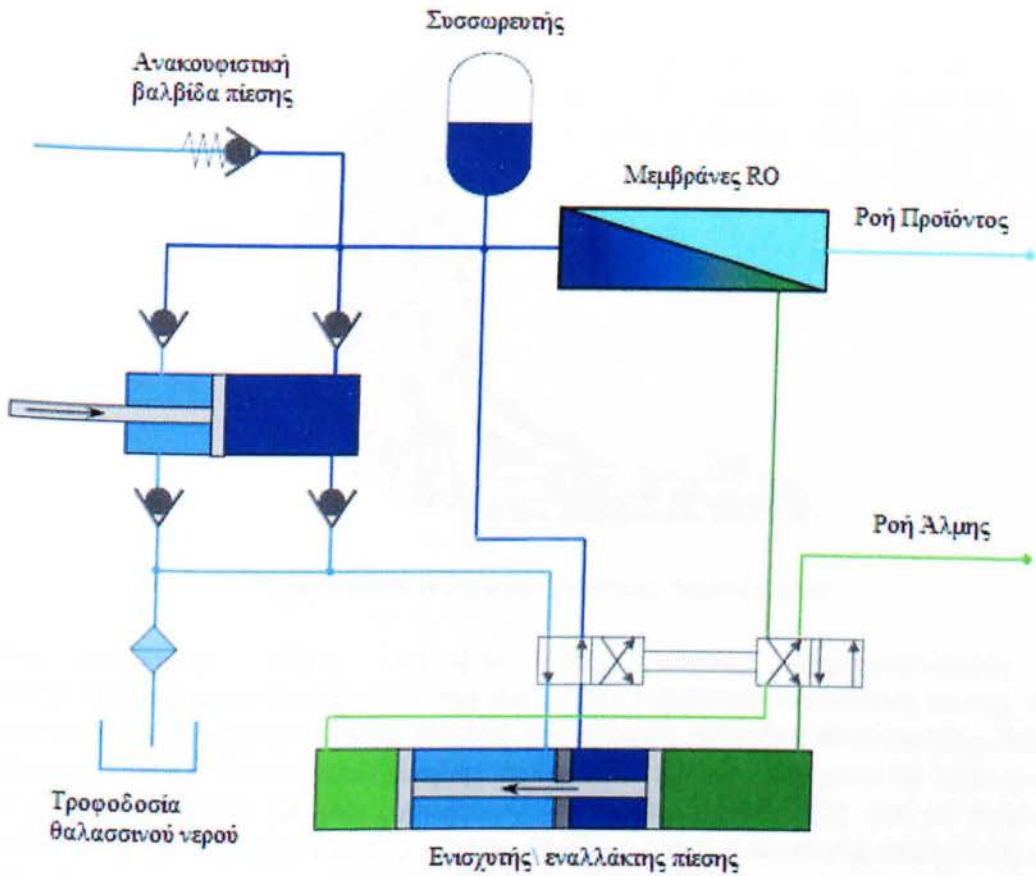 Συσσωρευτής
Ανακουφιστική
βαλβίδα πίεσης
Μεμβράνες RO
Ροή Προϊόντος
Ροή Άλμης
Τροφοδοσία
θαλασσινού νερού
Ενισχυτής\ εναλλάκτης πίεσης